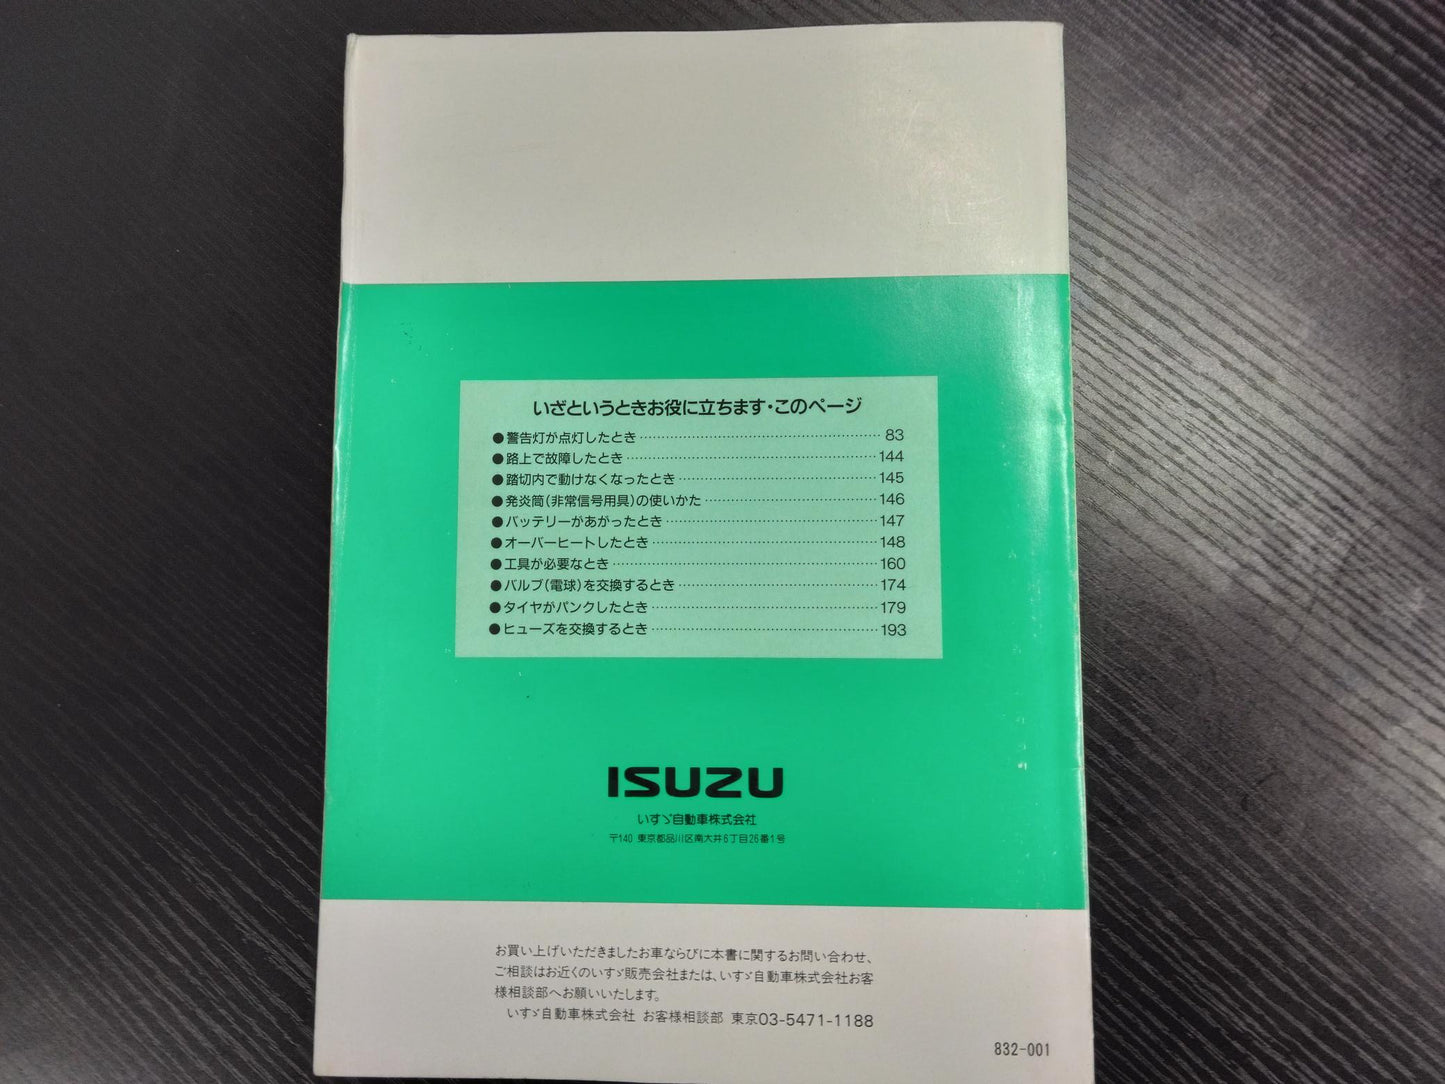 いざというときお役に立ちます・このページ
●警告灯が点灯したとき……83
●路上で故障したとき……144
●踏切内で動けなくなったとき……145
●発炎筒(非常信号用具)の使いかた……146
●バッテリーがあがったとき……147
●オーバーヒートしたとき……148
●工具が必要なとき……160
●バルブ(電球)を交換するとき……174
●タイヤがパンクしたとき……179
●ヒューズを交換するとき……193
ISUZU
いすゞ自動車株式会社
〒140 東京都品川区南大井6丁目26番1号
お買い上げいただきましたお車ならびに本書に関するお問い合わせ、
ご相談はお近くのいすゞ販売会社または、いすゞ自動車株式会社お客
様相談部へお願いいたします。
いすゞ自動車株式会社 お客様相談部 東京03-5471-1188
832-001